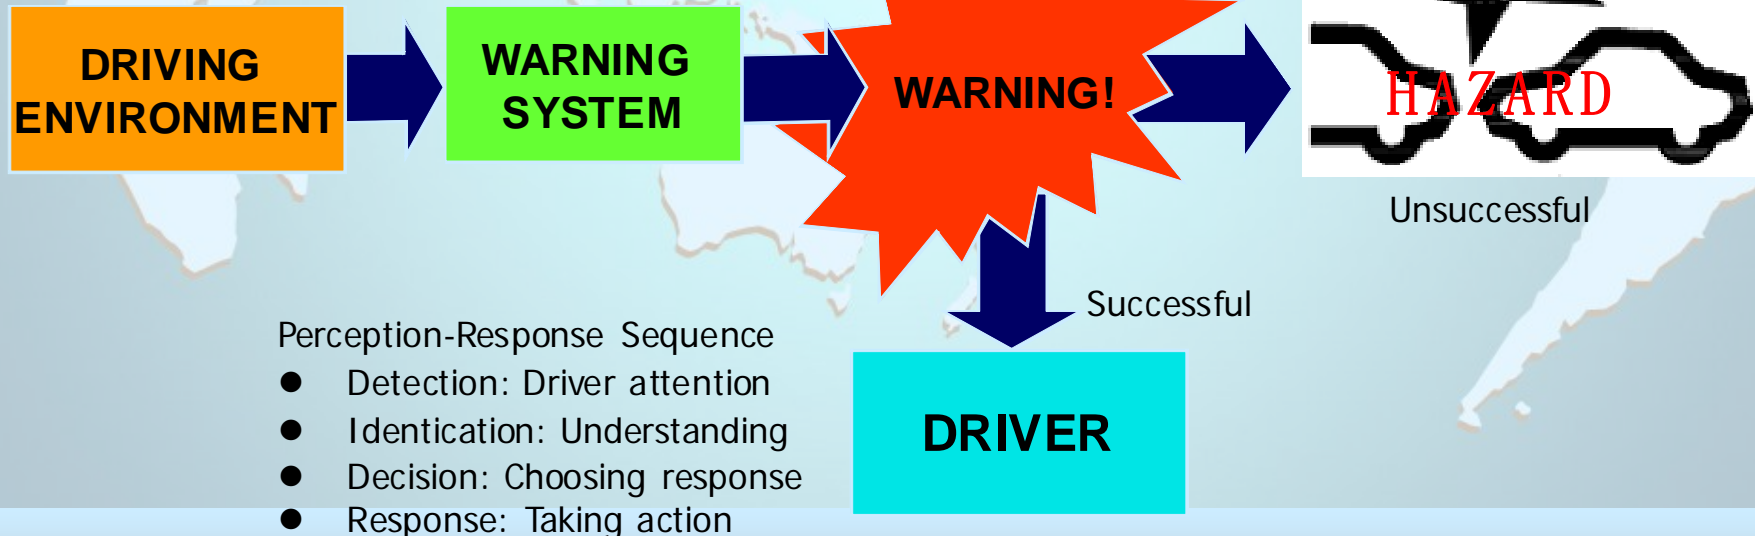 DRIVING
ENVIRONMENT
WARNING
SYSTEM
WARNING!
HAZARD
Unsuccessful
Successful
Perception-Response Sequence
● Detection: Driver attention
● Identication: Understanding
● Decision: Choosing response
● Response: Taking action
DRIVER